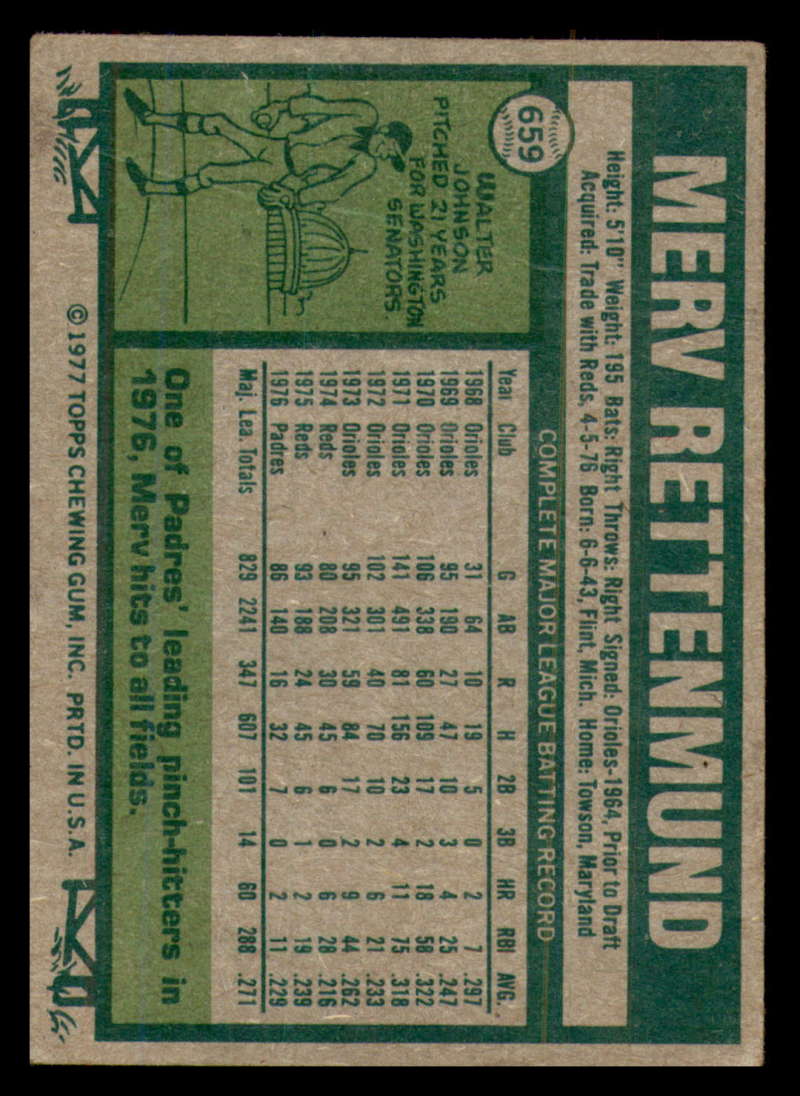 659
MERV RETTENMUND
Height: 5'10" Weight: 195 Bats: Right Throws: Right Signed: Orioles-1964, Prior to Draft
Acquired: Trade with Reds, 4-5-76 Born: 6-6-43, Flint, Mich. Home: Towson, Maryland
WALTER
JOHNSON
PITCHED 21 YEARS
FOR WASHINGTON
SENATORS.
COMPLETE MAJOR LEAGUE BATTING RECORD
Year Club G AB R H 2B 3B HR RBI AVG.
1968 Orioles 31 64 10 19 5 0 2 7 .297
1969 Orioles 95 190 27 47 10 3 4 25 .247
1970 Orioles 106 338 60 109 17 2 18 58 .322
1971 Orioles 141 491 81 156 23 4 11 75 .318
1972 Orioles 102 301 40 70 10 2 6 21 .233
1973 Orioles 95 321 59 84 17 2 9 44 .262
1974 Reds 80 208 30 45 6 0 6 28 .216
1975 Reds 93 188 24 45 6 1 2 19 .239
1976 Padres 86 140 16 32 7 0 2 11 .229
Maj. Lea. Totals 829 2241 347 607 101 14 60 288 .271
One of Padres' leading pinch-hitters in
1976, Merv hits to all fields.
©1977 TOPPS CHEWING GUM, INC. PRTD. IN U.S.A.